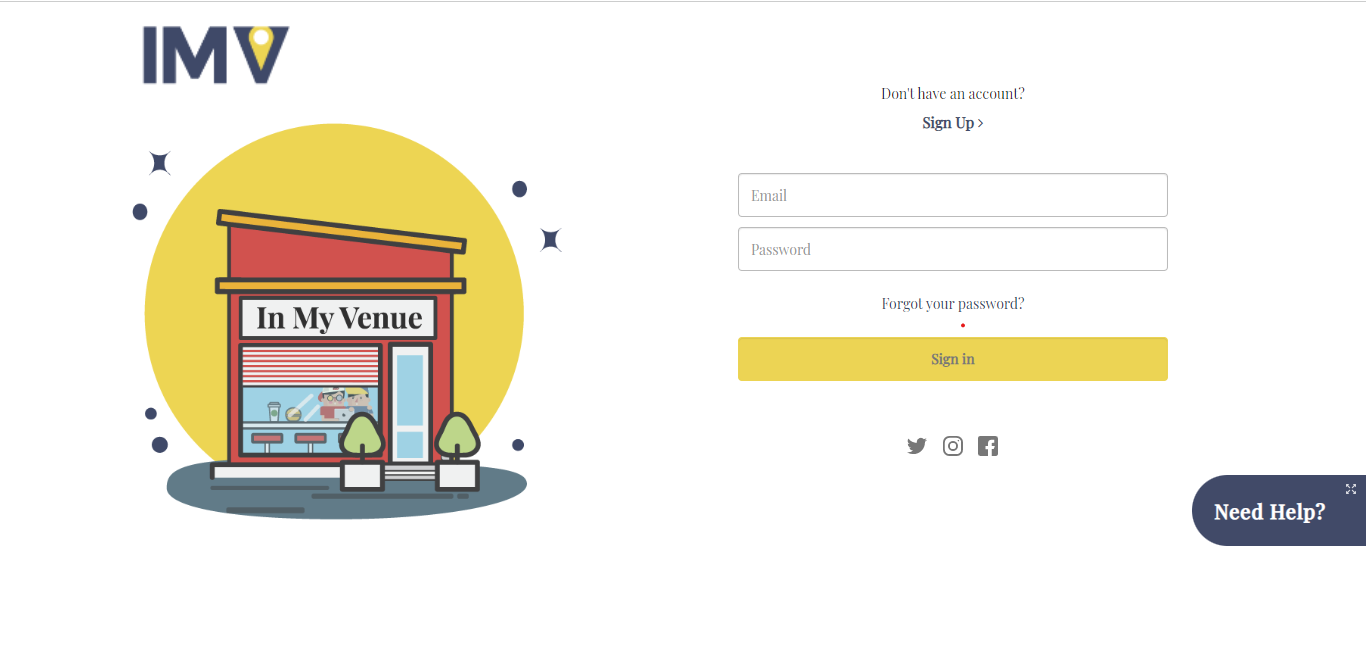 IMV
Don't have an account?
Sign Up >
Email
Password
Forgot your password?
Sign in
In My Venue
Need Help?